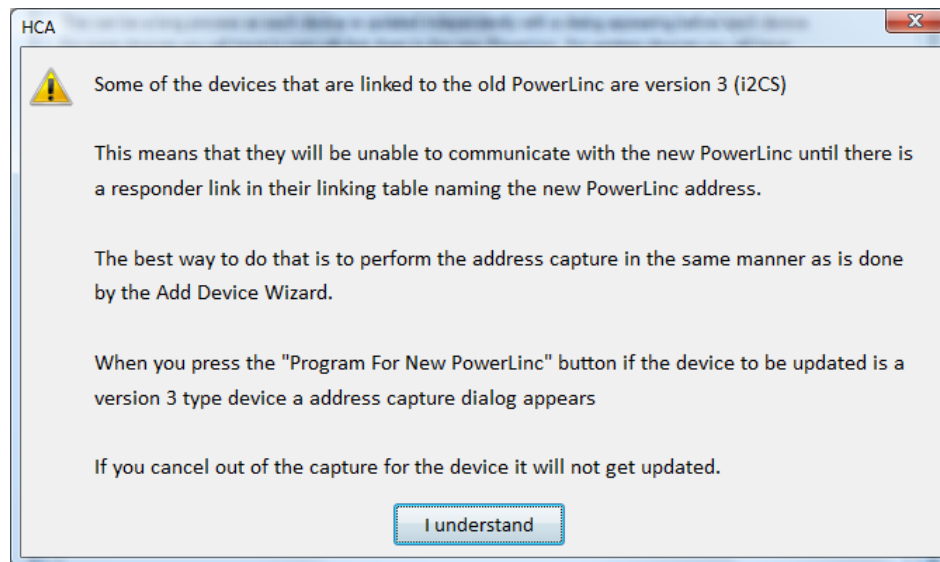 HCA
Some of the devices that are linked to the old PowerLinc are version 3 (i2CS)
This means that they will be unable to communicate with the new PowerLinc until there is
a responder link in their linking table naming the new PowerLinc address.
The best way to do that is to perform the address capture in the same manner as is done
by the Add Device Wizard.
When you press the "Program For New PowerLinc" button if the device to be updated is a
version 3 type device a address capture dialog appears
If you cancel out of the capture for the device it will not get updated.
I understand